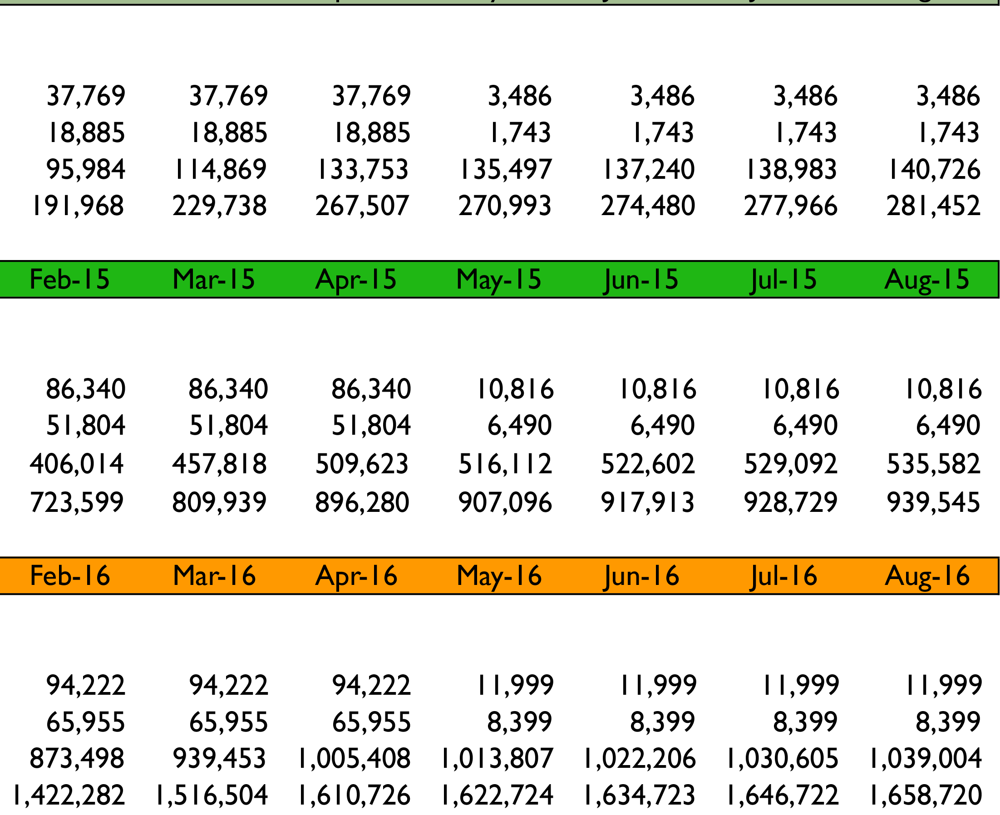 37,769 37,769 37,769 3,486 3,486 3,486 3,486
18,885 18,885 18,885 1,743 1,743 1,743 1,743
95,984 114,869 133,753 135,497 137,240 138,983 140,726
191,968 229,738 267,507 270,993 274,480 277,966 281,452
Feb-15 Mar-15 Apr-15 May-15 Jun-15 Jul-15 Aug-15
86,340 86,340 86,340 10,816 10,816 10,816 10,816
51,804 51,804 51,804 6,490 6,490 6,490 6,490
406,014 457,818 509,623 516,112 522,602 529,092 535,582
723,599 809,939 896,280 907,096 917,913 928,729 939,545
Feb-16 Mar-16 Apr-16 May-16 Jun-16 Jul-16 Aug-16
94,222 94,222 94,222 11,999 11,999 11,999 11,999
65,955 65,955 65,955 8,399 8,399 8,399 8,399
873,498 939,453 1,005,408 1,013,807 1,022,206 1,030,605 1,039,004
1,422,282 1,516,504 1,610,726 1,622,724 1,634,723 1,646,722 1,658,720